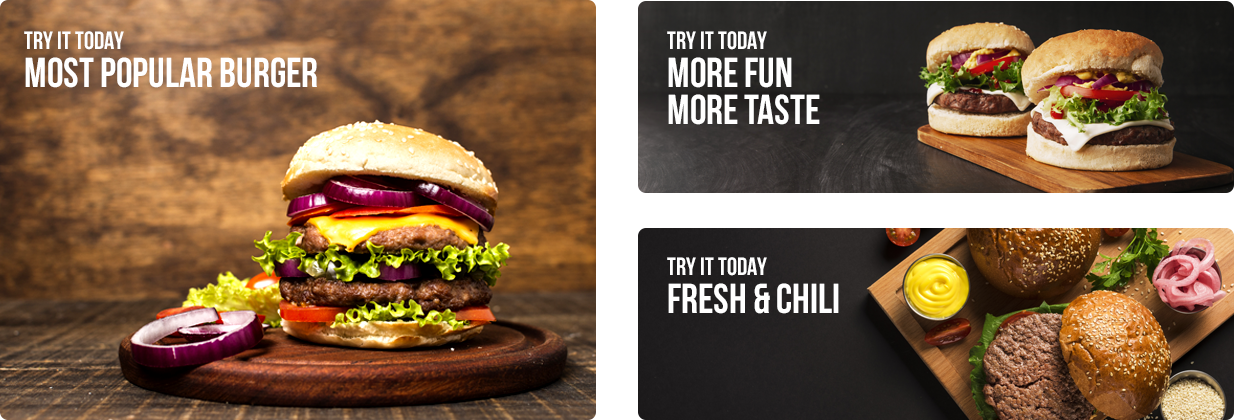 TRY IT TODAY
MOST POPULAR BURGER
TRY IT TODAY
MORE FUN
MORE TASTE
TRY IT TODAY
FRESH & CHILI